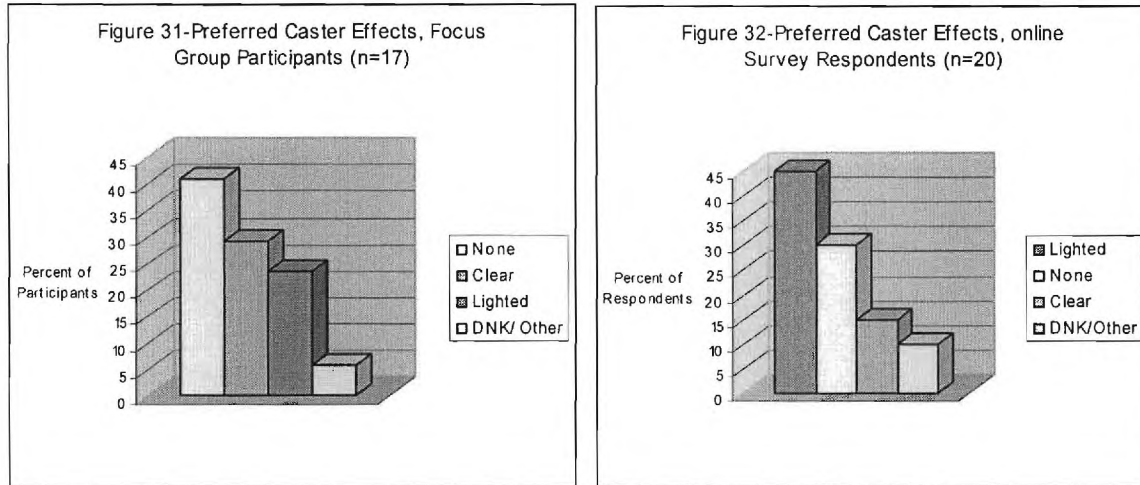 Figure 31-Preferred Caster Effects, Focus
Group Participants (n=17)
45
40
35
30
25
20
15
10
5
0
Percent of
Participants
None
Clear
Lighted
DNK/ Other
Figure 32-Preferred Caster Effects, online
Survey Respondents (n=20)
45
40
35
30
25
20
15
10
5
0
Percent of
Respondents
Lighted
None
Clear
DNK/Other